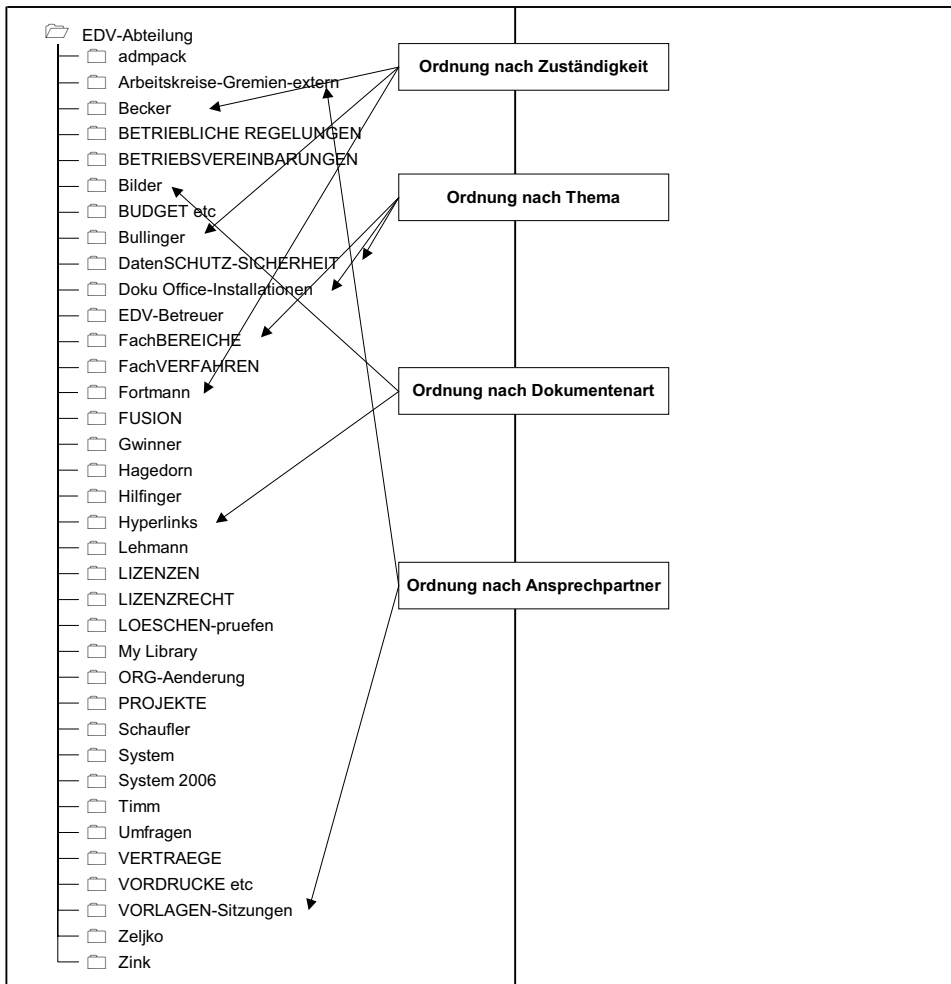 EDV-Abteilung
admpack
Arbeitskreise-Gremien-extern
Becker
BETRIEBLICHE REGELUNGEN
BETRIEBSVEREINBARUNGEN
Bilder
BUDGET etc
Bullinger
DatenSCHUTZ-SICHERHEIT
Doku Office-Installationen
EDV-Betreuer
FachBEREICHE
FachVERFAHREN
Fortmann
FUSION
Gwinner
Hagedorn
Hilfinger
Hyperlinks
Lehmann
LIZENZEN
LIZENZRECHT
LOESCHEN-pruefen
My Library
ORG-Aenderung
PROJEKTE
Schaufler
System
System 2006
Timm
Umfragen
VERTRAEGE
VORDRUCKE etc
VORLAGEN-Sitzungen
Zeljko
Zink
Ordnung nach Zuständigkeit
Ordnung nach Thema
Ordnung nach Dokumentenart
Ordnung nach Ansprechpartner